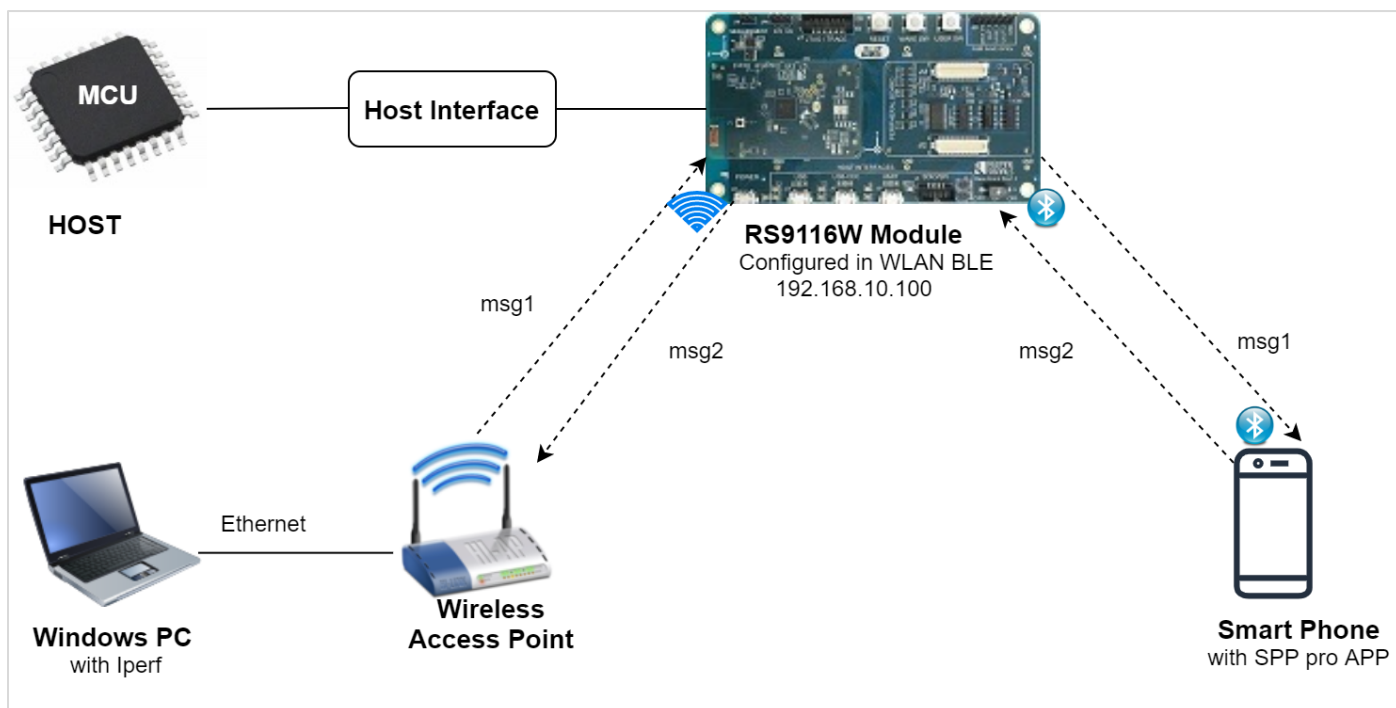 MCU
Host Interface
HOST
RESET
RS9116W Module
Configured in WLAN BLE
192.168.10.100
msg1
msg2
msg2
msg1
Ethernet
Wireless
Access Point
Windows PC
with Iperf
Smart Phone
with SPP pro APP